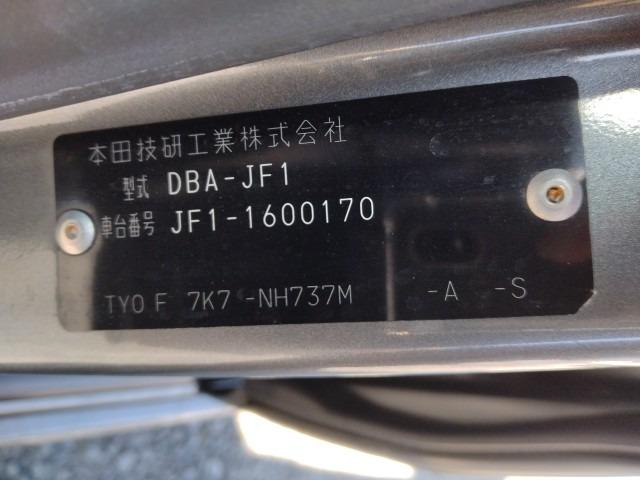 本田技研工業株式会社
型式 DBA-JF1
車台番号 JF1-1600170
TYO F 7K7 -NH737M -A -S